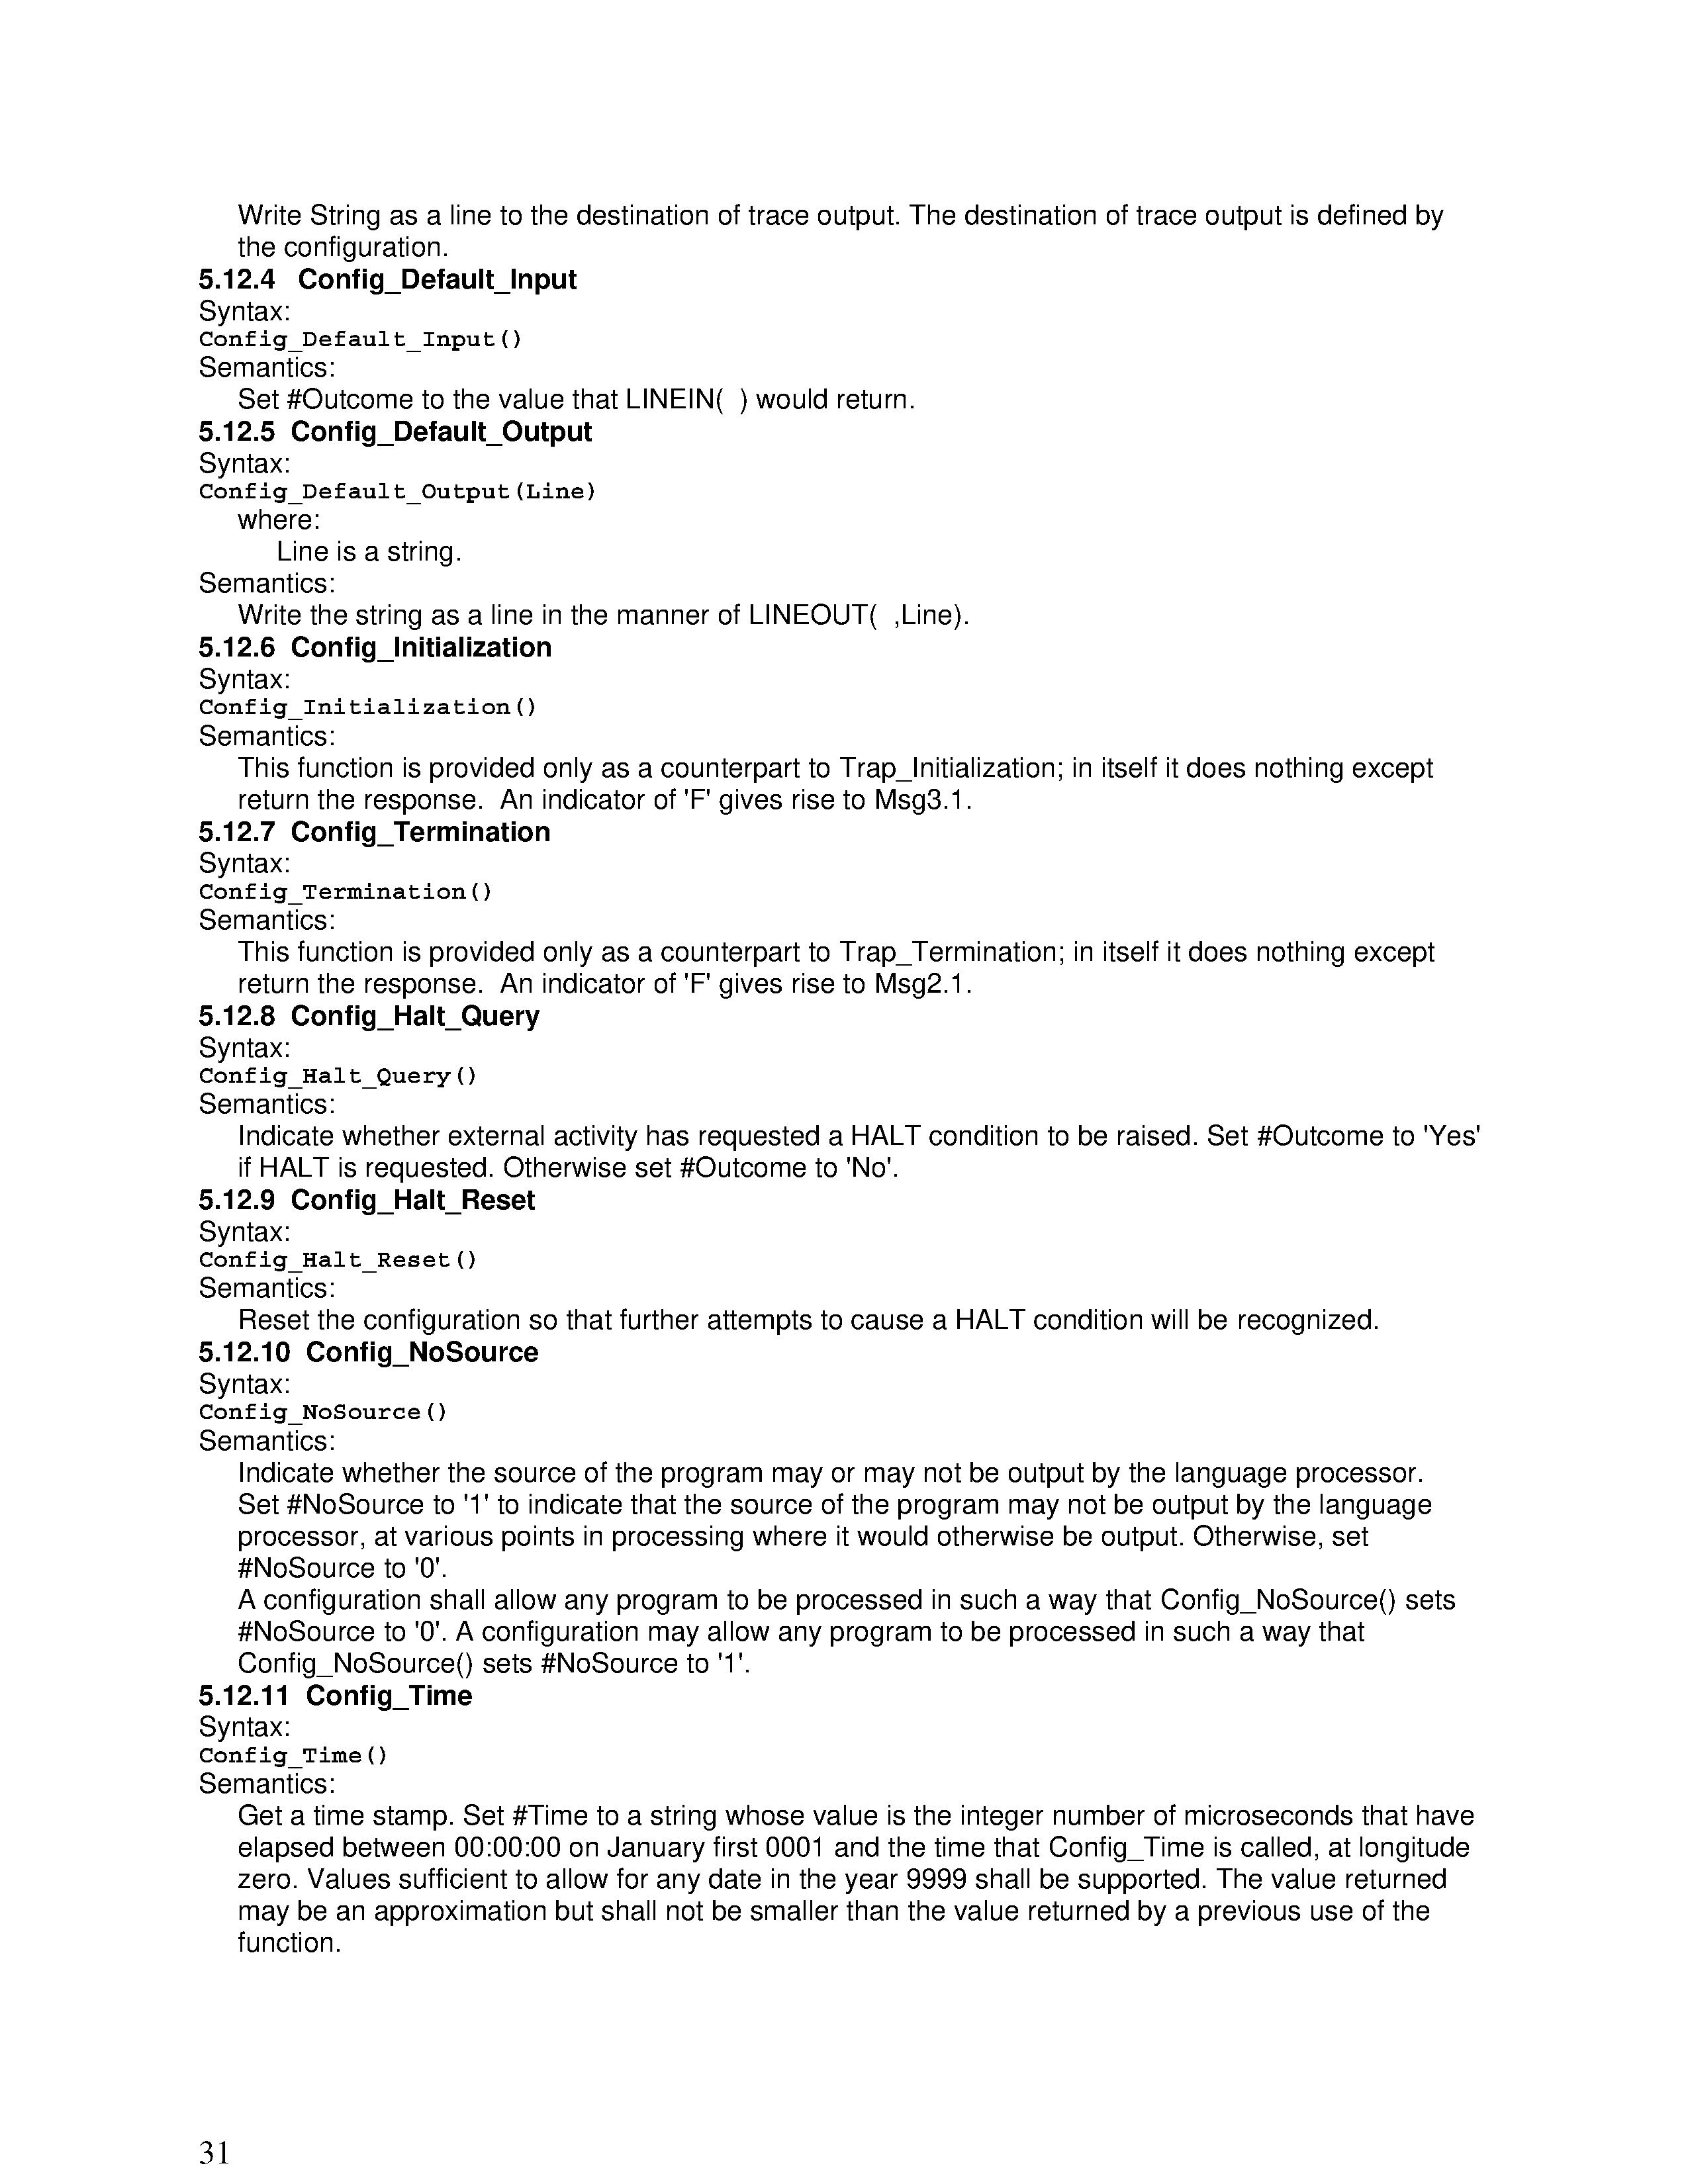 Write String as a line to the destination of trace output. The destination of trace output is defined by
the configuration.
5.12.4 Config_Default_Input
Syntax:
Config_Default_Input()
Semantics:
Set #Outcome to the value that LINEIN( ) would return.
5.12.5 Config_Default_Output
Syntax:
Config_Default_Output(Line)
where:
Line is a string.
Semantics:
Write the string as a line in the manner of LINEOUT( ,Line).
5.12.6 Config_Initialization
Syntax:
Config_Initialization()
Semantics:
This function is provided only as a counterpart to Trap_Initialization; in itself it does nothing except
return the response. An indicator of 'F' gives rise to Msg3.1.
5.12.7 Config_Termination
Syntax:
Config_Termination()
Semantics:
This function is provided only as a counterpart to Trap_Termination; in itself it does nothing except
return the response. An indicator of 'F' gives rise to Msg2.1.
5.12.8 Config_Halt_Query
Syntax:
Config_Halt_Query()
Semantics:
Indicate whether external activity has requested a HALT condition to be raised. Set #Outcome to 'Yes'
if HALT is requested. Otherwise set #Outcome to 'No'.
5.12.9 Config_Halt_Reset
Syntax:
Config_Halt_Reset()
Semantics:
Reset the configuration so that further attempts to cause a HALT condition will be recognized.
5.12.10 Config_NoSource
Syntax:
Config_NoSource()
Semantics:
Indicate whether the source of the program may or may not be output by the language processor.
Set #NoSource to '1' to indicate that the source of the program may not be output by the language
processor, at various points in processing where it would otherwise be output. Otherwise, set
#NoSource to '0'.
A configuration shall allow any program to be processed in such a way that Config_NoSource() sets
#NoSource to '0'. A configuration may allow any program to be processed in such a way that
Config_NoSource() sets #NoSource to '1'.
5.12.11 Config_Time
Syntax:
Config_Time()
Semantics:
Get a time stamp. Set #Time to a string whose value is the integer number of microseconds that have
elapsed between 00:00:00 on January first 0001 and the time that Config_Time is called, at longitude
zero. Values sufficient to allow for any date in the year 9999 shall be supported. The value returned
may be an approximation but shall not be smaller than the value returned by a previous use of the
function.
31